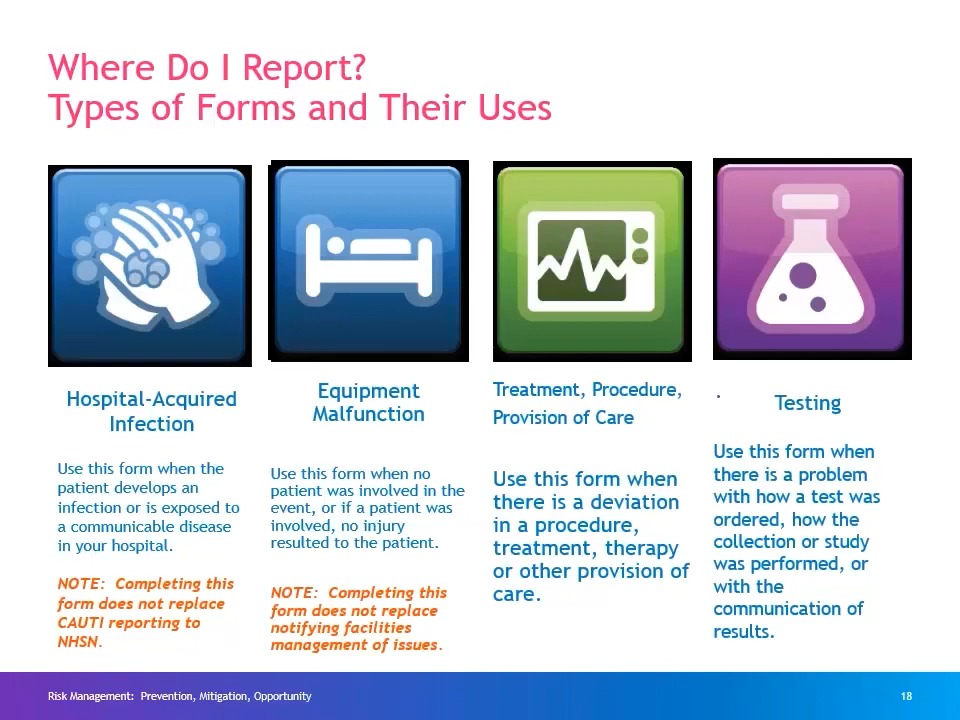 Where Do I Report?
Types of Forms and Their Uses
Hospital-Acquired
Infection
Use this form when the
patient develops an
infection or is exposed to
a communicable disease
in your hospital.
NOTE:  Completing this
form does not replace
CAUTI reporting to
NHSN.
Equipment
Malfunction
Use this form when no
patient was involved in the
event, or if a patient was
involved, no injury
resulted to the patient.
NOTE:  Completing this
form does not replace
notifying facilities
management of issues.
Treatment, Procedure,
Provision of Care
Use this form when
there is a deviation
in a procedure,
treatment, therapy
or other provision of
care.
.
Testing
Use this form when
there is a problem
with how a test was
ordered, how the
collection or study
was performed, or
with the
communication of
results.
Risk Management:  Prevention, Mitigation, Opportunity
18